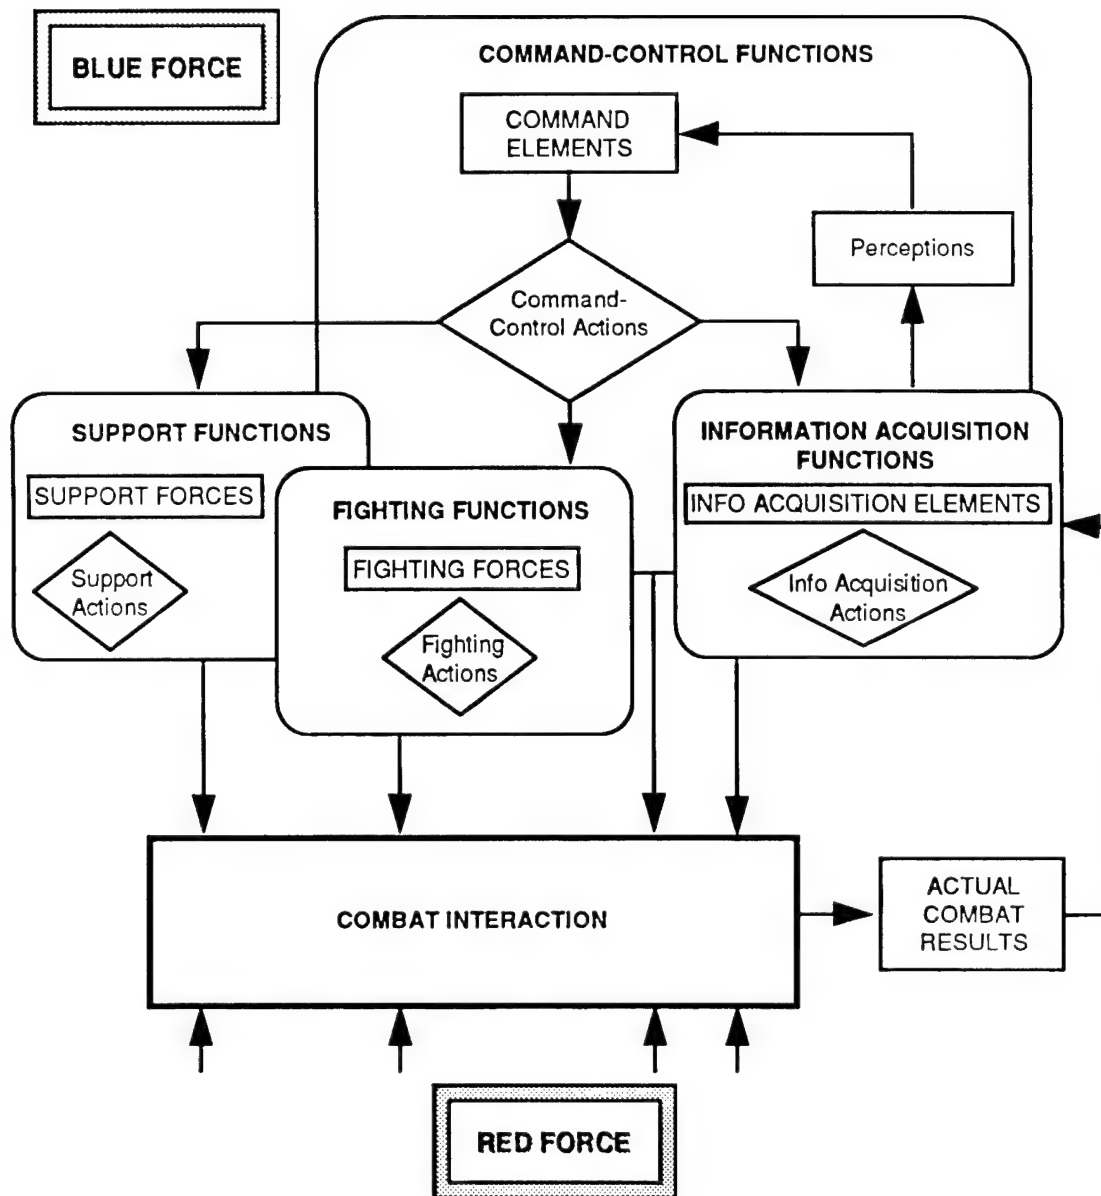 BLUE FORCE
COMMAND-CONTROL FUNCTIONS
COMMAND
ELEMENTS
Perceptions
Command-
Control Actions
SUPPORT FUNCTIONS
SUPPORT FORCES
Support
Actions
FIGHTING FUNCTIONS
FIGHTING FORCES
Fighting
Actions
INFORMATION ACQUISITION
FUNCTIONS
INFO ACQUISITION ELEMENTS
Info Acquisition
Actions
COMBAT INTERACTION
ACTUAL
COMBAT
RESULTS
RED FORCE